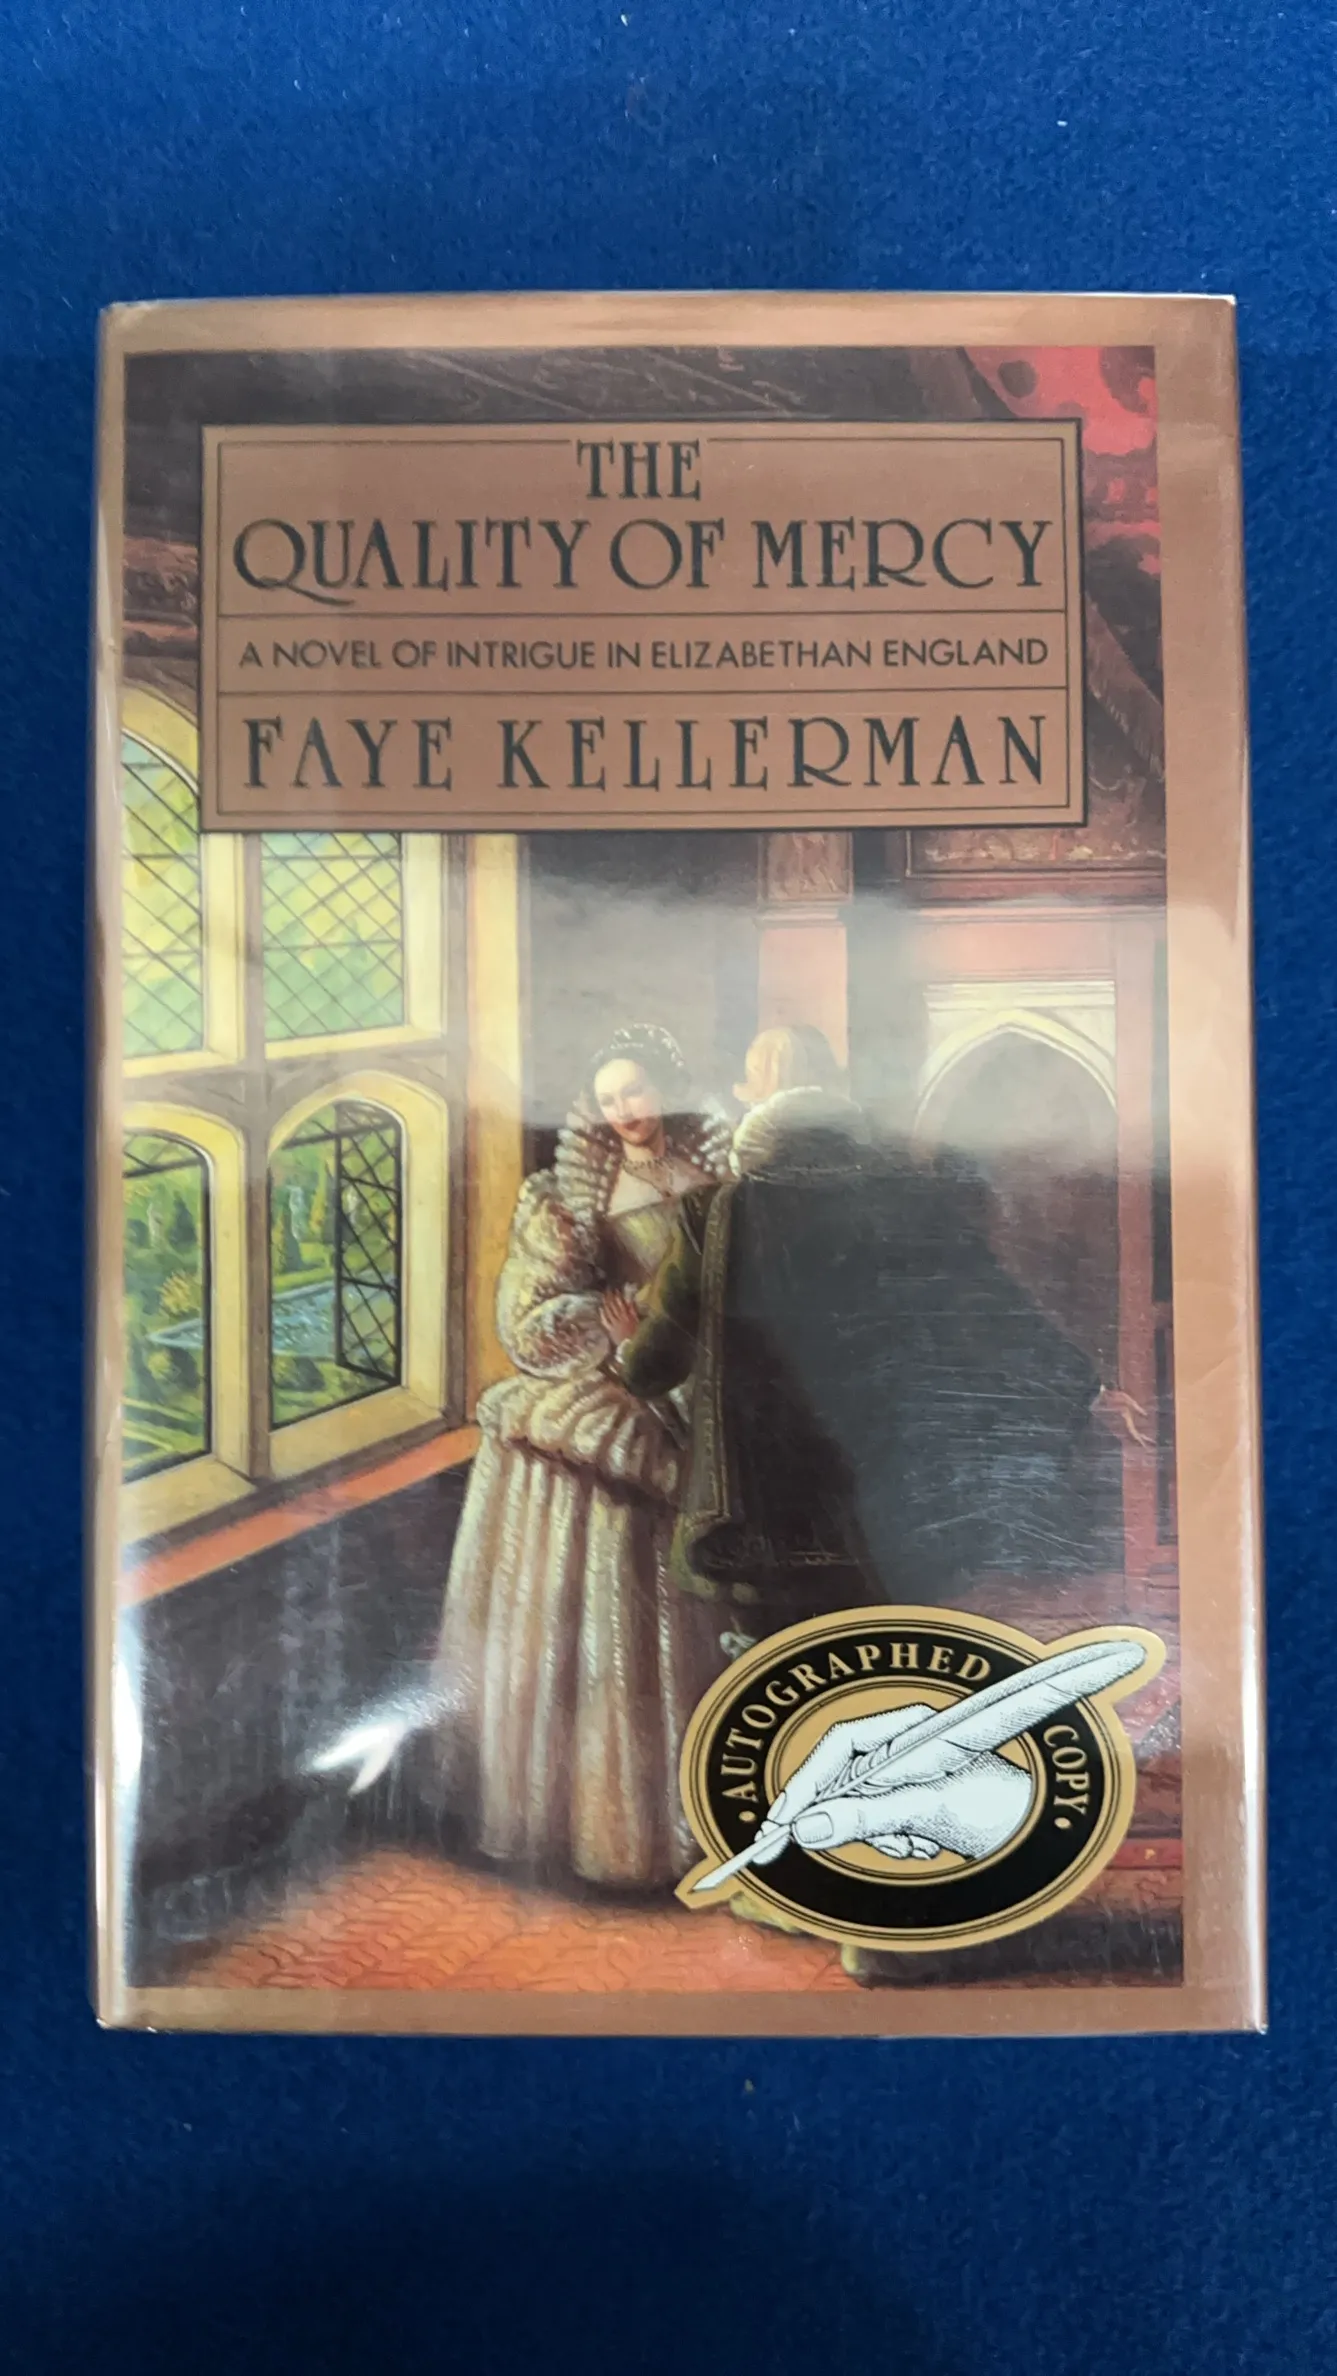 THE
QUALITY OF MERCY
A NOVEL OF INTRIGUE IN ELIZABETHAN ENGLAND
FAYE KELLERMAN
• AUTOGRAPHED COPY •